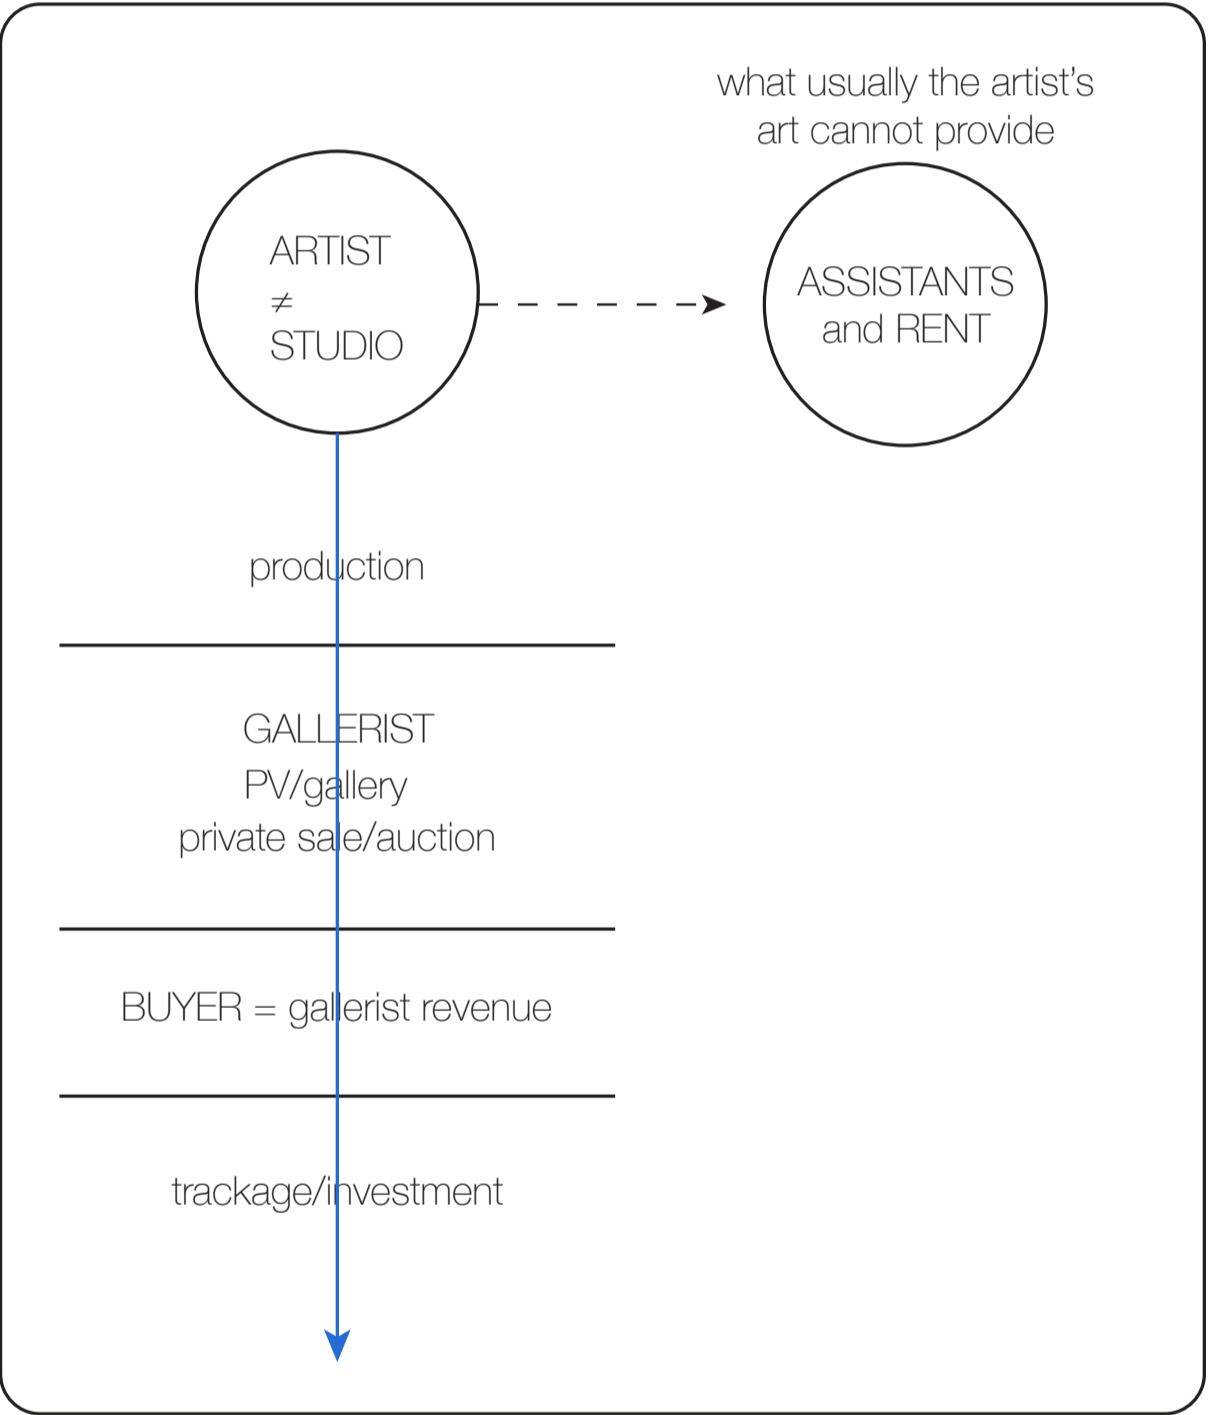 what usually the artist’s
art cannot provide
ARTIST
≠
STUDIO
ASSISTANTS
and RENT
production
GALLERIST
PV/gallery
private sale/auction
BUYER = gallerist revenue
trackage/investment